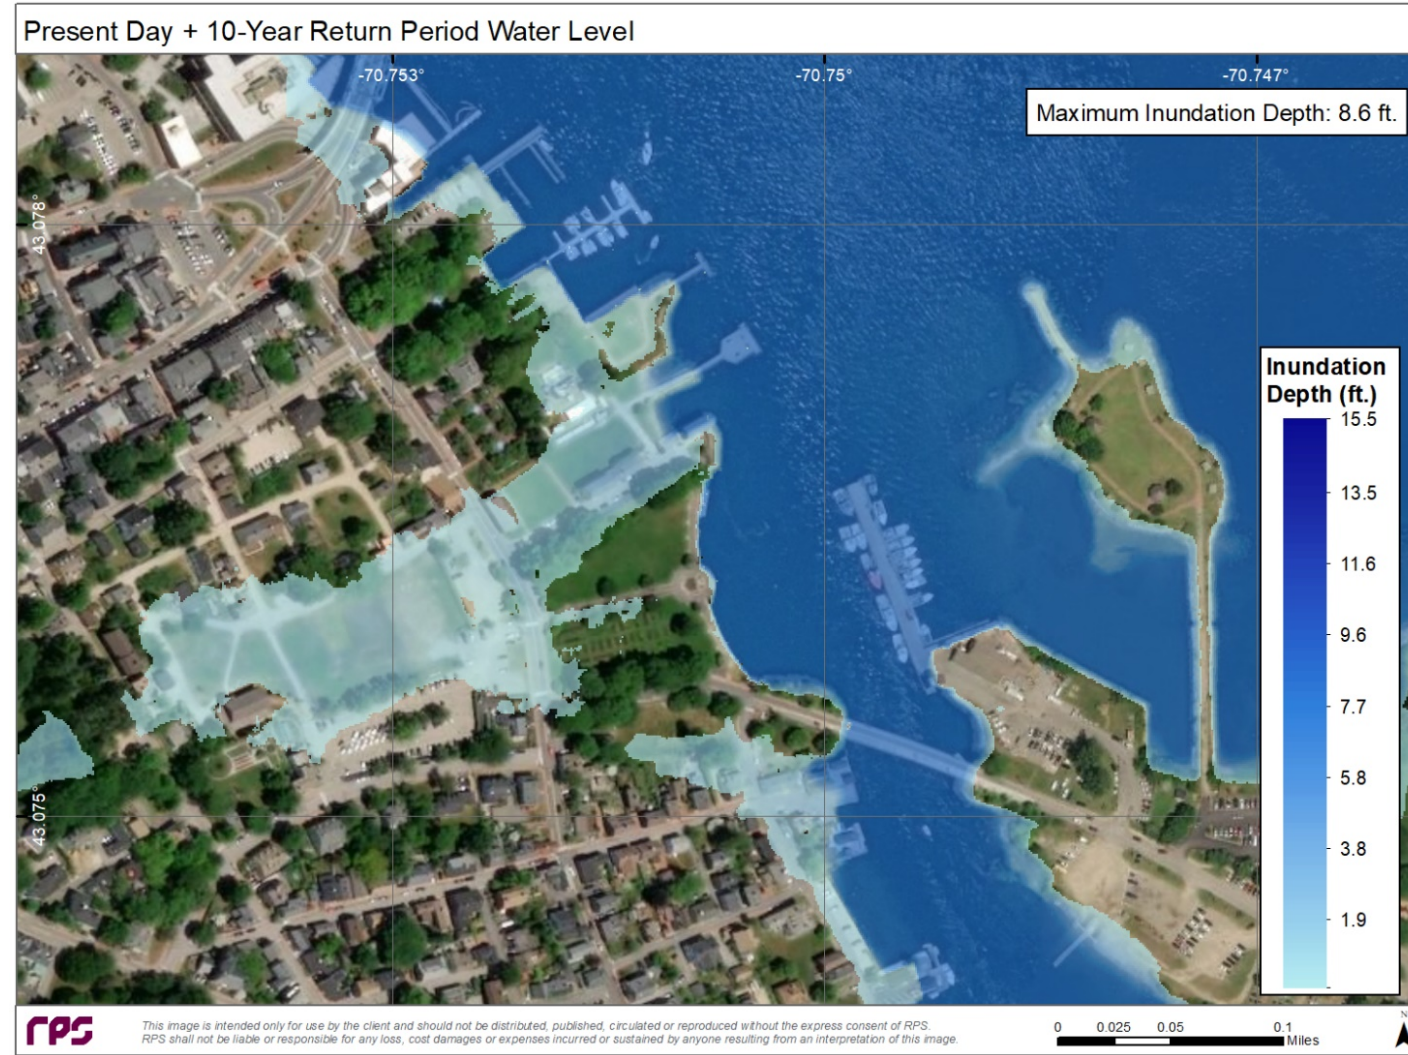 Present Day + 10-Year Return Period Water Level
-70.753°
-70.75°
-70.747°
Maximum Inundation Depth: 8.6 ft.
43.078°
Inundation
Depth (ft.)
15.5
13.5
11.6
9.6
7.7
5.8
3.8
1.9
43.075°
RPS
This image is intended only for use by the client and should not be distributed, published, circulated or reproduced without the express consent of RPS.
RPS shall not be liable or responsible for any loss, cost damages or expenses incurred or sustained by anyone resulting from an interpretation of this image.
0 0.025 0.05 0.1
Miles
N